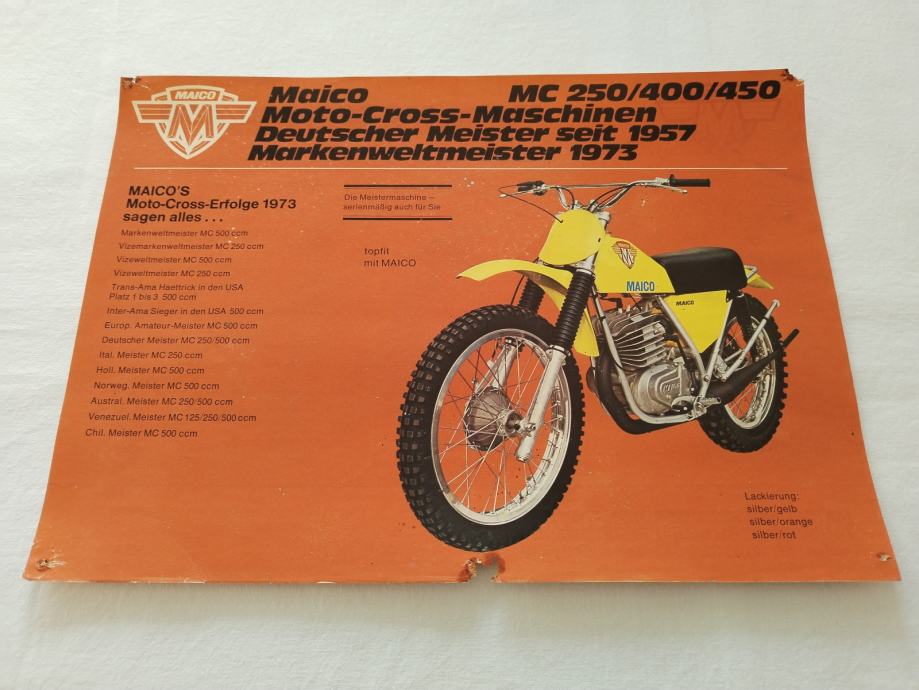 MAICO
M
Maico MC 250/400/450
Moto-Cross-Maschinen
Deutscher Meister seit 1957
Markenweltmeister 1973
MAICO'S
Moto-Cross-Erfolge 1973
sagen alles . . .
Markenweltmeister MC 500 ccm
Vizemarkenweltmeister MC 250 ccm
Vizeweltmeister MC 500 ccm
Vizeweltmeister MC 250 ccm
Trans-Ama Haettrick in den USA
Platz 1 bis 3 500 ccm
Inter-Ama Sieger in den USA 500 ccm
Europ. Amateur-Meister MC 500 ccm
Deutscher Meister MC 250/500 ccm
Ital. Meister MC 250 ccm
Holl. Meister MC 500 ccm
Norweg. Meister MC 500 ccm
Austral. Meister MC 250/500 ccm
Venezuel. Meister MC 125/250/500 ccm
Chil. Meister MC 500 ccm
Die Meistermaschine –
serienmäßig auch für Sie
topfit
mit MAICO
MAICO
MAICO
Lackierung:
silber/gelb
silber/orange
silber/rot